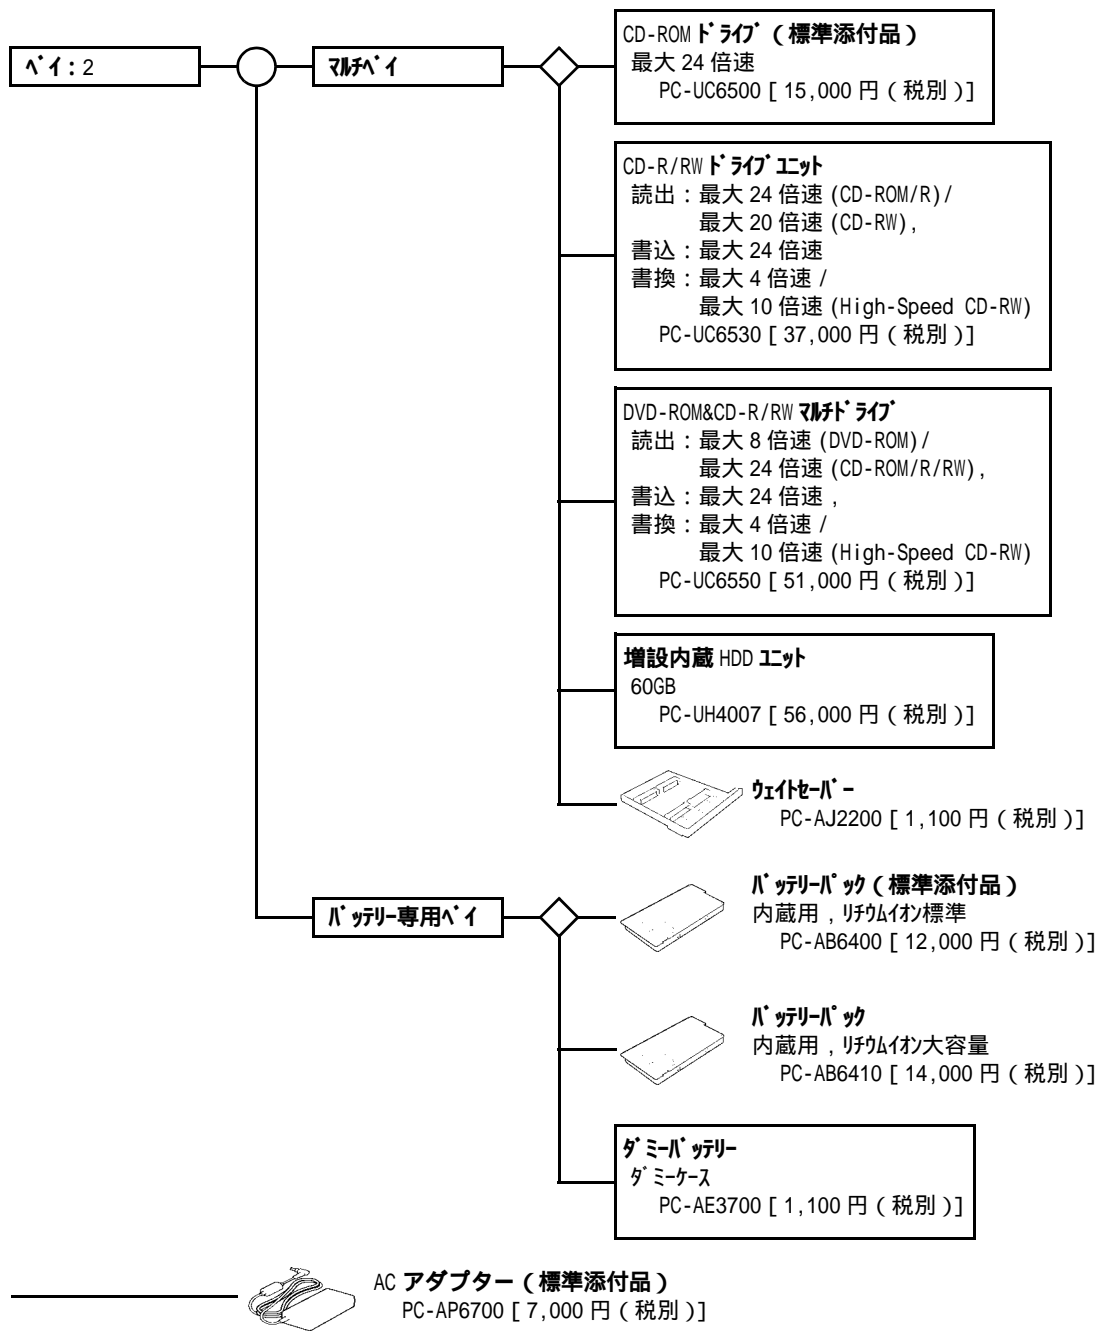 ﾍﾞｲ：2
ﾏﾙﾁﾍﾞｲ
CD-ROM ﾄﾞﾗｲﾌﾞ（標準添付品）
最大 24 倍速
PC-UC6500 [ 15,000 円（税別）]
CD-R/RW ﾄﾞﾗｲﾌﾞﾕﾆｯﾄ
読出：最大 24 倍速 (CD-ROM/R)/
最大 20 倍速 (CD-RW),
書込：最大 24 倍速
書換：最大 4 倍速 /
最大 10 倍速 (High-Speed CD-RW)
PC-UC6530 [ 37,000 円（税別）]
DVD-ROM&CD-R/RW ﾏﾙﾁﾄﾞﾗｲﾌﾞ
読出：最大 8 倍速 (DVD-ROM)/
最大 24 倍速 (CD-ROM/R/RW),
書込：最大 24 倍速 ,
書換：最大 4 倍速 /
最大 10 倍速 (High-Speed CD-RW)
PC-UC6550 [ 51,000 円（税別）]
増設内蔵 HDD ﾕﾆｯﾄ
60GB
PC-UH4007 [ 56,000 円（税別）]
ｳｪｲﾄｾｰﾊﾞｰ
PC-AJ2200 [ 1,100 円（税別）]
ﾊﾞｯﾃﾘｰ専用ﾍﾞｲ
ﾊﾞｯﾃﾘｰﾊﾟｯｸ（標準添付品）
内蔵用 , ﾘﾁｳﾑｲｵﾝ標準
PC-AB6400 [ 12,000 円（税別）]
ﾊﾞｯﾃﾘｰﾊﾟｯｸ
内蔵用 , ﾘﾁｳﾑｲｵﾝ大容量
PC-AB6410 [ 14,000 円（税別）]
ﾀﾞﾐｰﾊﾞｯﾃﾘｰ
ﾀﾞﾐｰｹｰｽ
PC-AE3700 [ 1,100 円（税別）]
AC アダプター（標準添付品）
PC-AP6700 [ 7,000 円（税別）]